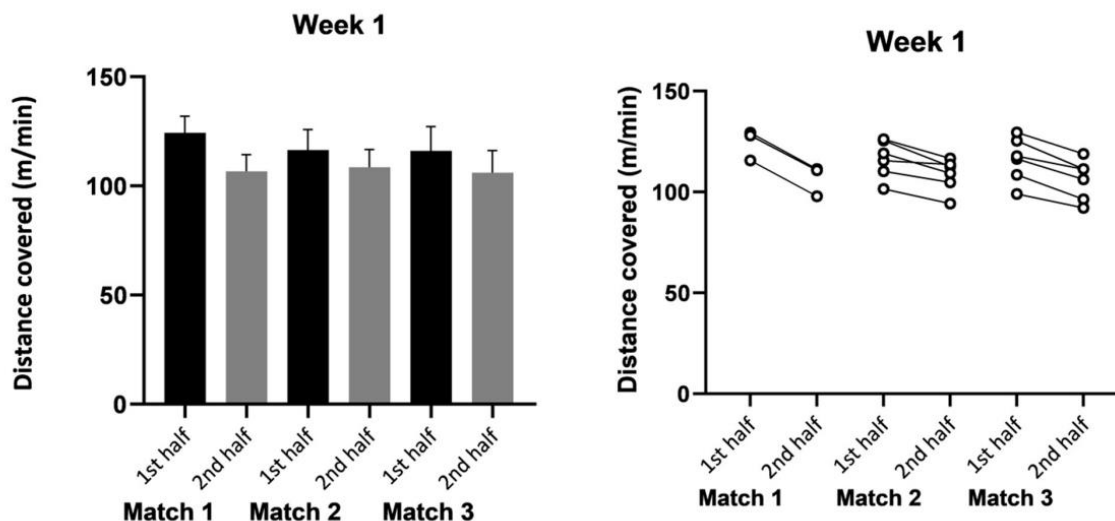 Week 1
Distance covered (m/min)
150
100
50
0
1st half
2nd half
1st half
2nd half
1st half
2nd half
Match 1
Match 2
Match 3
Week 1
Distance covered (m/min)
150
100
50
0
1st half
2nd half
1st half
2nd half
1st half
2nd half
Match 1
Match 2
Match 3